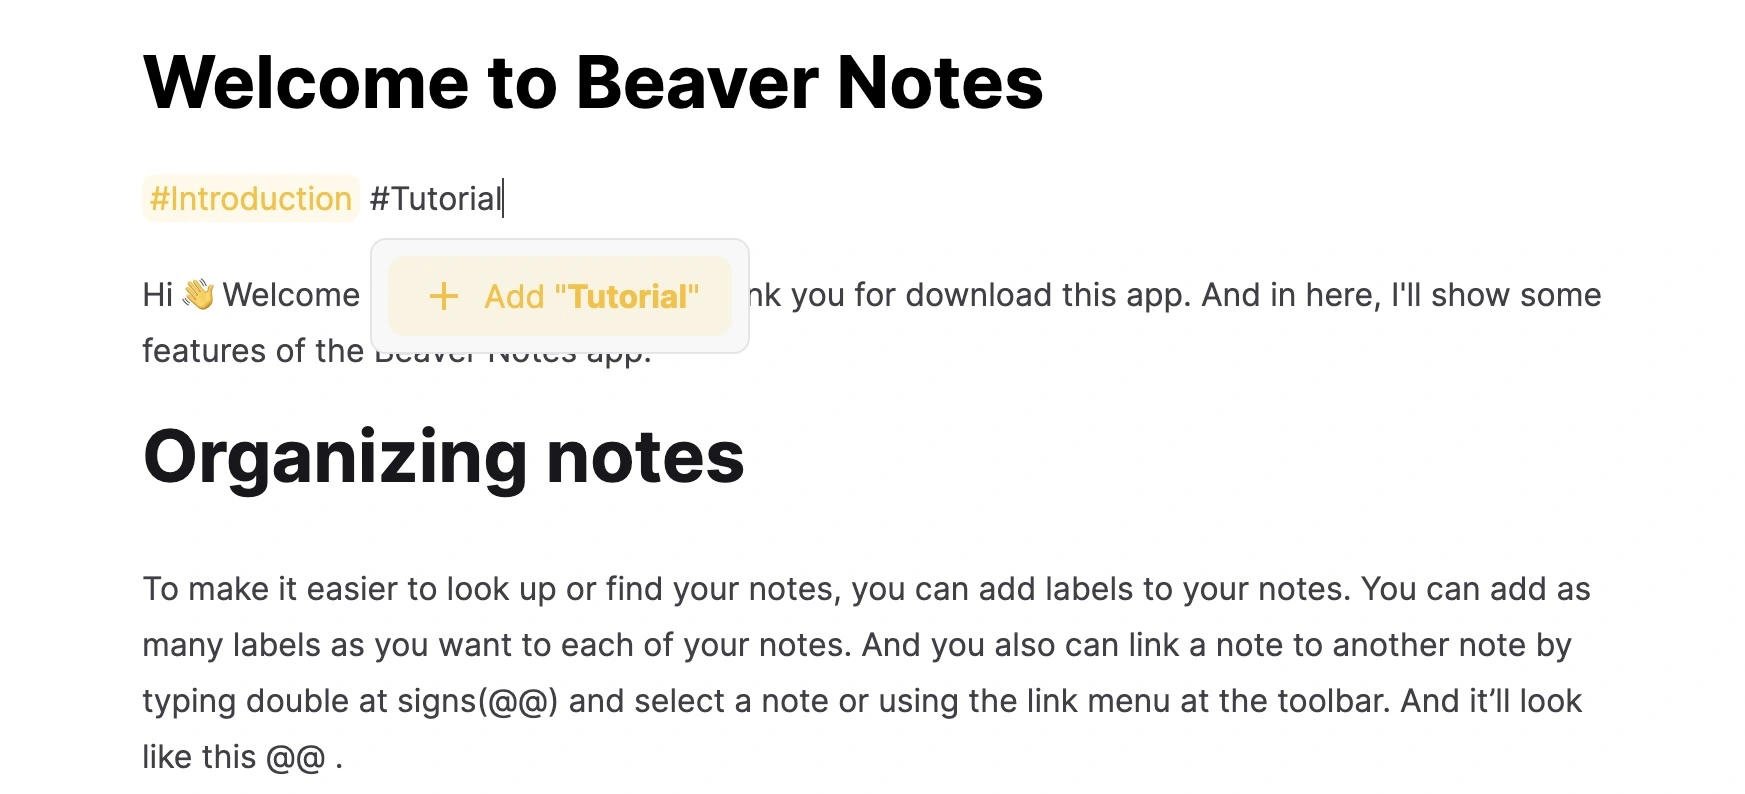 Welcome to Beaver Notes
#Introduction #Tutorial
+ Add "Tutorial"
Hi 👋 Welcome you for download this app. And in here, I'll show some
features of the Beaver Notes app.
Organizing notes
To make it easier to look up or find your notes, you can add labels to your notes. You can add as
many labels as you want to each of your notes. And you also can link a note to another note by
typing double at signs(@@) and select a note or using the link menu at the toolbar. And it’ll look
like this @@ .